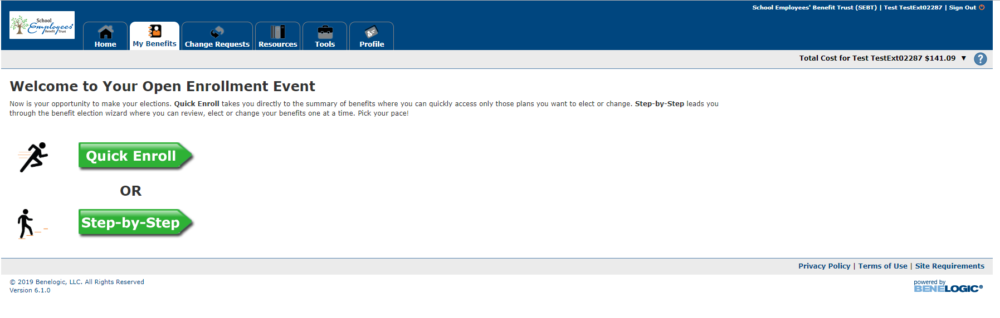 School Employees' Benefit Trust (SEBT) | Test TestExt02287 | Sign Out
School
Employees'
Benefit Trust
Home
My Benefits
Change Requests
Resources
Tools
Profile
Total Cost for Test TestExt02287 $141.09 ▼ ?
Welcome to Your Open Enrollment Event
Now is your opportunity to make your elections. Quick Enroll takes you directly to the summary of benefits where you can quickly access only those plans you want to elect or change. Step-by-Step leads you
through the benefit election wizard where you can review, elect or change your benefits one at a time. Pick your pace!
Quick Enroll
OR
Step-by-Step
Privacy Policy | Terms of Use | Site Requirements
© 2019 Benelogic, LLC. All Rights Reserved
Version 6.1.0
powered by
BENELOGIC®